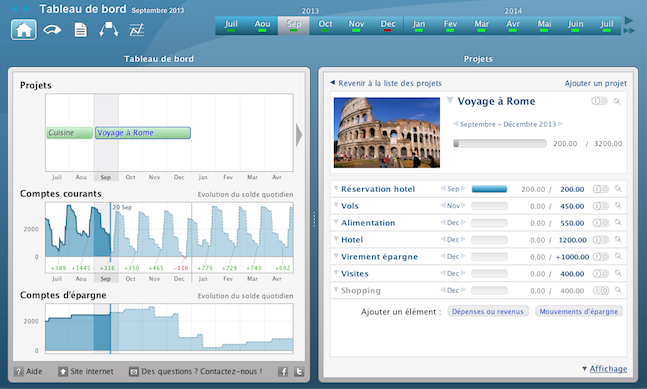 Tableau de bord Septembre 2013
2013 2014
Juil Aou Sep Oct Nov Dec Jan Fev Mar Avr Mai Juin Juil
Tableau de bord
Projets
Cuisine Voyage à Rome
Juil Aou Sep Oct Nov Dec Jan Fev Mar Avr
Comptes courants Evolution du solde quotidien
20 Sep
2000
0
+389 +1445 +316 +350 +465 -136 +779 +728 +743 +692
Juil Aou Sep Oct Nov Dec Jan Fev Mar Avr
Comptes d'épargne Evolution du solde quotidien
2000
0
? Aide Site internet Des questions ? Contactez-nous ! f t
Projets
Revenir à la liste des projets Ajouter un projet
Voyage à Rome
Septembre - Décembre 2013
200.00 / 3200.00
Réservation hotel Sep 200.00 / 200.00
Vols Nov 0.00 / 450.00
Alimentation Dec 0.00 / 550.00
Hotel Dec 0.00 / 1200.00
Virement épargne Dec 0.00 / +1000.00
Visites Dec 0.00 / 400.00
Shopping Dec 0.00 / 400.00
Ajouter un élément : Dépenses ou revenus Mouvements d'épargne
Affichage